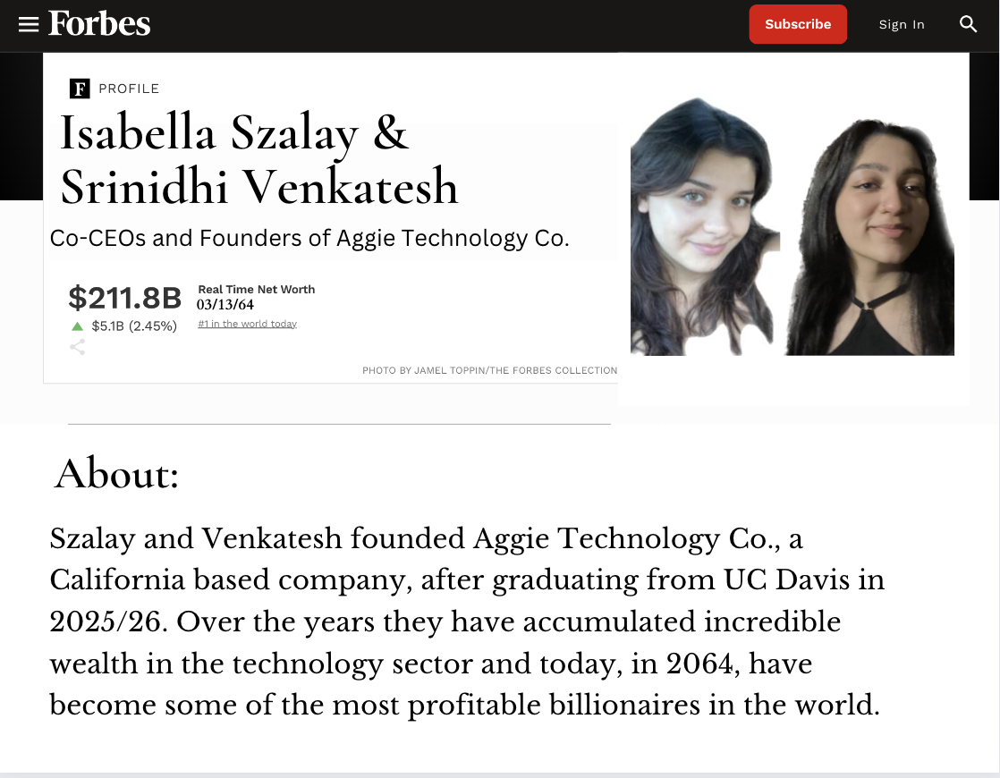 Forbes
Subscribe
Sign In
F PROFILE
Isabella Szalay &
Srinidhi Venkatesh
Co-CEOs and Founders of Aggie Technology Co.
$211.8B
Real Time Net Worth
03/13/64
$5.1B (2.45%)
#1 in the world today
PHOTO BY JAMEL TOPPIN/THE FORBES COLLECTION
About:
Szalay and Venkatesh founded Aggie Technology Co., a
California based company, after graduating from UC Davis in
2025/26. Over the years they have accumulated incredible
wealth in the technology sector and today, in 2064, have
become some of the most profitable billionaires in the world.